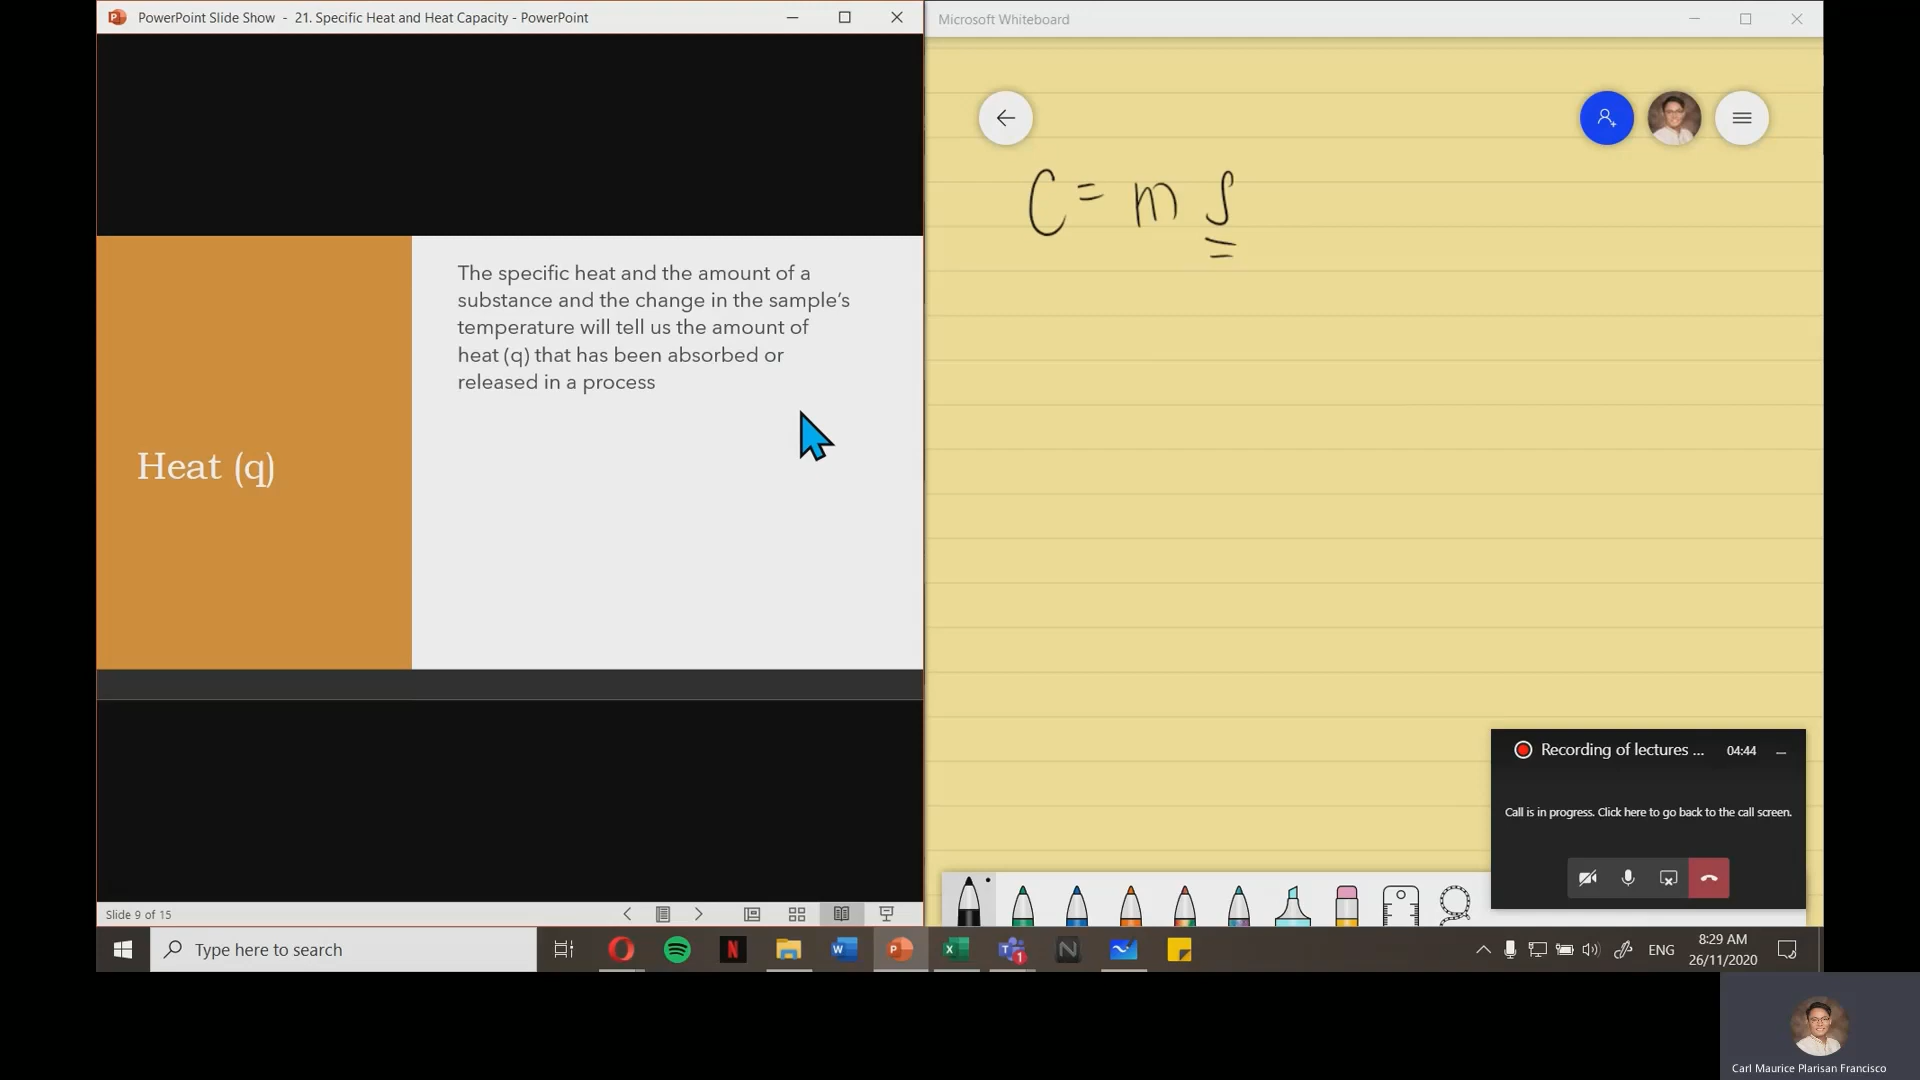 PowerPoint Slide Show - 21. Specific Heat and Heat Capacity - PowerPoint
Microsoft Whiteboard
C = m s
The specific heat and the amount of a
substance and the change in the sample's
temperature will tell us the amount of
heat (q) that has been absorbed or
released in a process
Heat (q)
Recording of lectures ... 04:44
Call is in progress. Click here to go back to the call screen.
Slide 9 of 15
Type here to search
ENG
8:29 AM
26/11/2020
Carl Maurice Plarisan Francisco